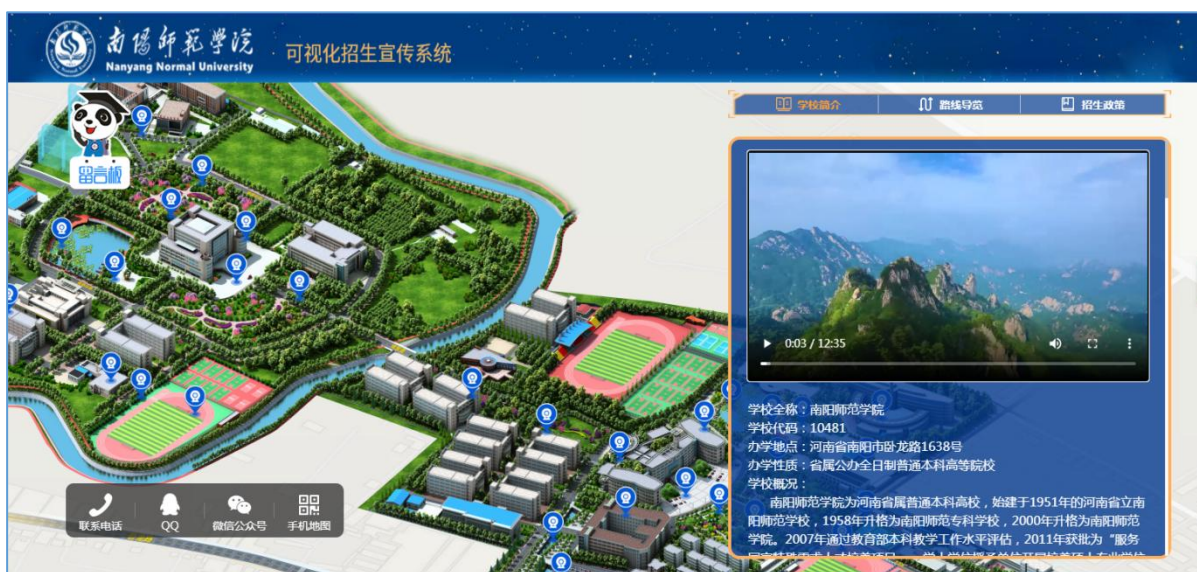 南阳师范学院
Nanyang Normal University
可视化招生宣传系统
留言板
学校简介
路线导览
招生政策
0:03 / 12:35
学校全称：南阳师范学院
学校代码：10481
办学地点：河南省南阳市卧龙路1638号
办学性质：省属公办全日制普通本科高等院校
学校概况：
南阳师范学院为河南省属普通本科高校，始建于1951年的河南省立南
阳师范学校，1958年升格为南阳师范专科学校，2000年升格为南阳师范
学院。2007年通过教育部本科教学工作水平评估，2011年获批为“服务
联系电话
QQ
微信公众号
手机地图